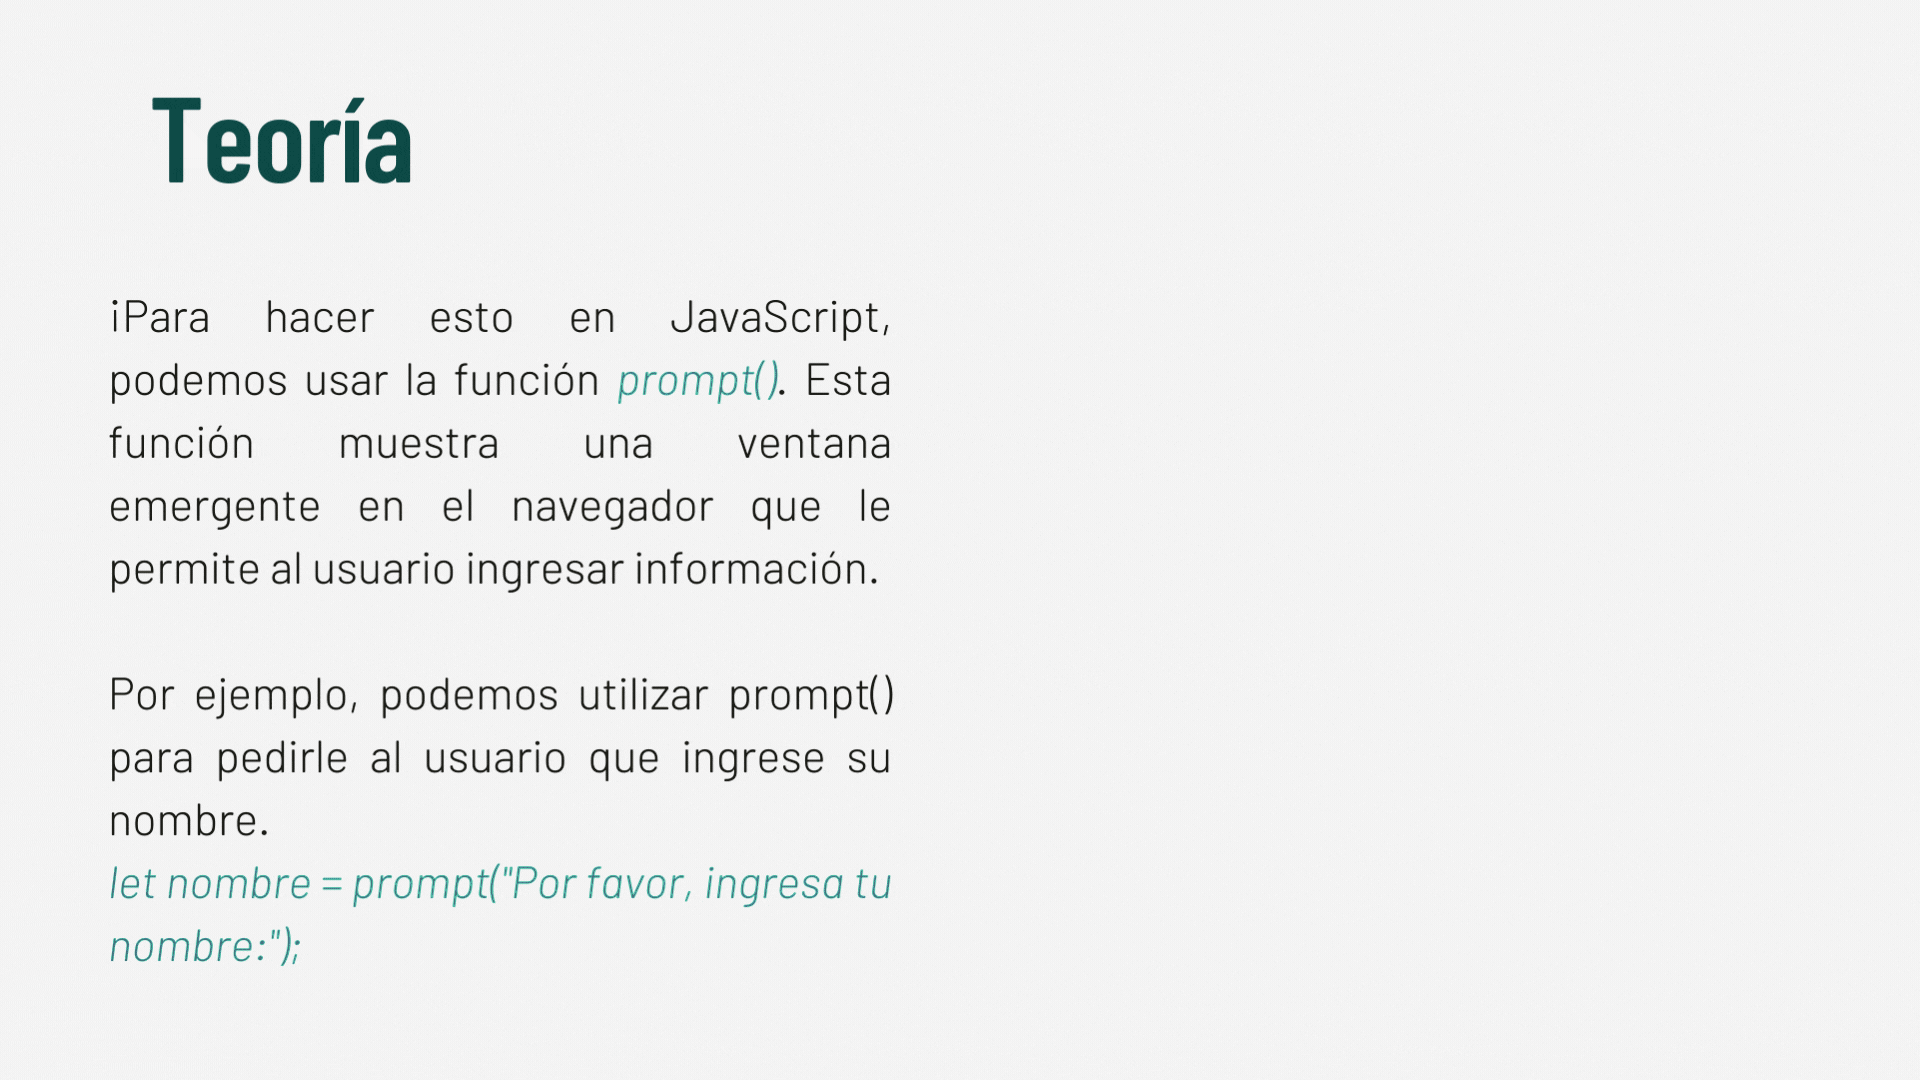 Teoría
¡Para hacer esto en JavaScript,
podemos usar la función prompt(). Esta
función muestra una ventana
emergente en el navegador que le
permite al usuario ingresar información.
Por ejemplo, podemos utilizar prompt()
para pedirle al usuario que ingrese su
nombre.
let nombre = prompt("Por favor, ingresa tu
nombre:");